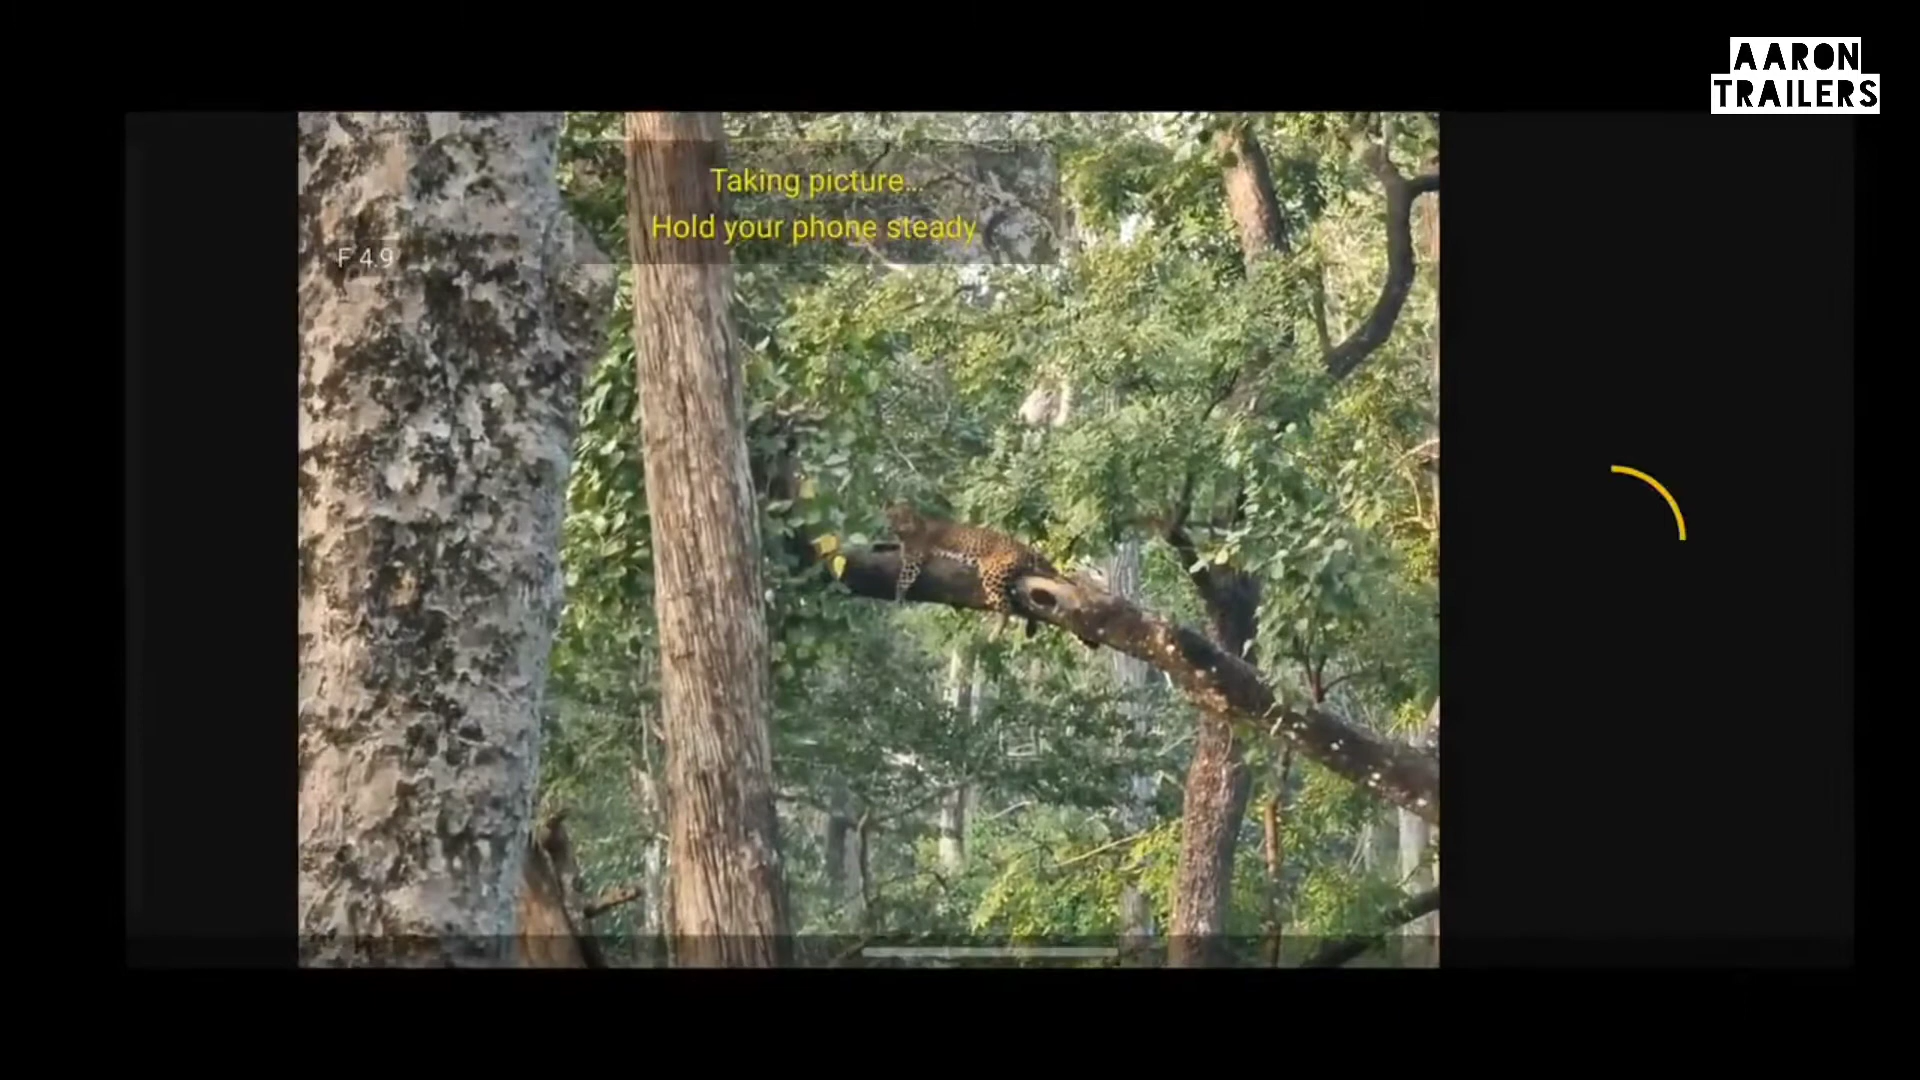 AARON
TRAILERS
Taking picture...
Hold your phone steady
F 4.9